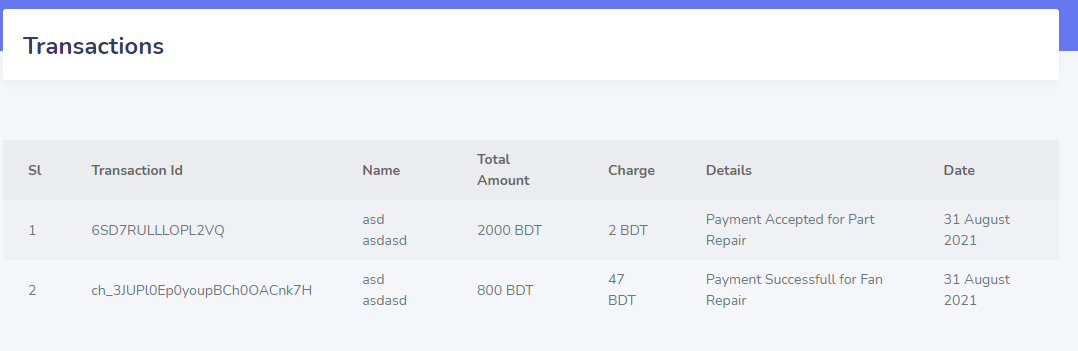 Transactions
Sl Transaction Id Name Total Amount Charge Details Date
1 6SD7RULLLOPL2VQ asd asdasd 2000 BDT 2 BDT Payment Accepted for Part Repair 31 August 2021
2 ch_3JUPl0Ep0youpBCh0OACnk7H asd asdasd 800 BDT 47 BDT Payment Successfull for Fan Repair 31 August 2021